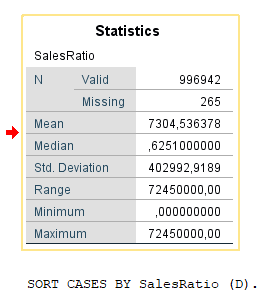 Statistics
SalesRatio
N Valid 996942
Missing 265
Mean 7304,536378
Median ,6251000000
Std. Deviation 402992,9189
Range 72450000,00
Minimum ,000000000
Maximum 72450000,00
SORT CASES BY SalesRatio (D).